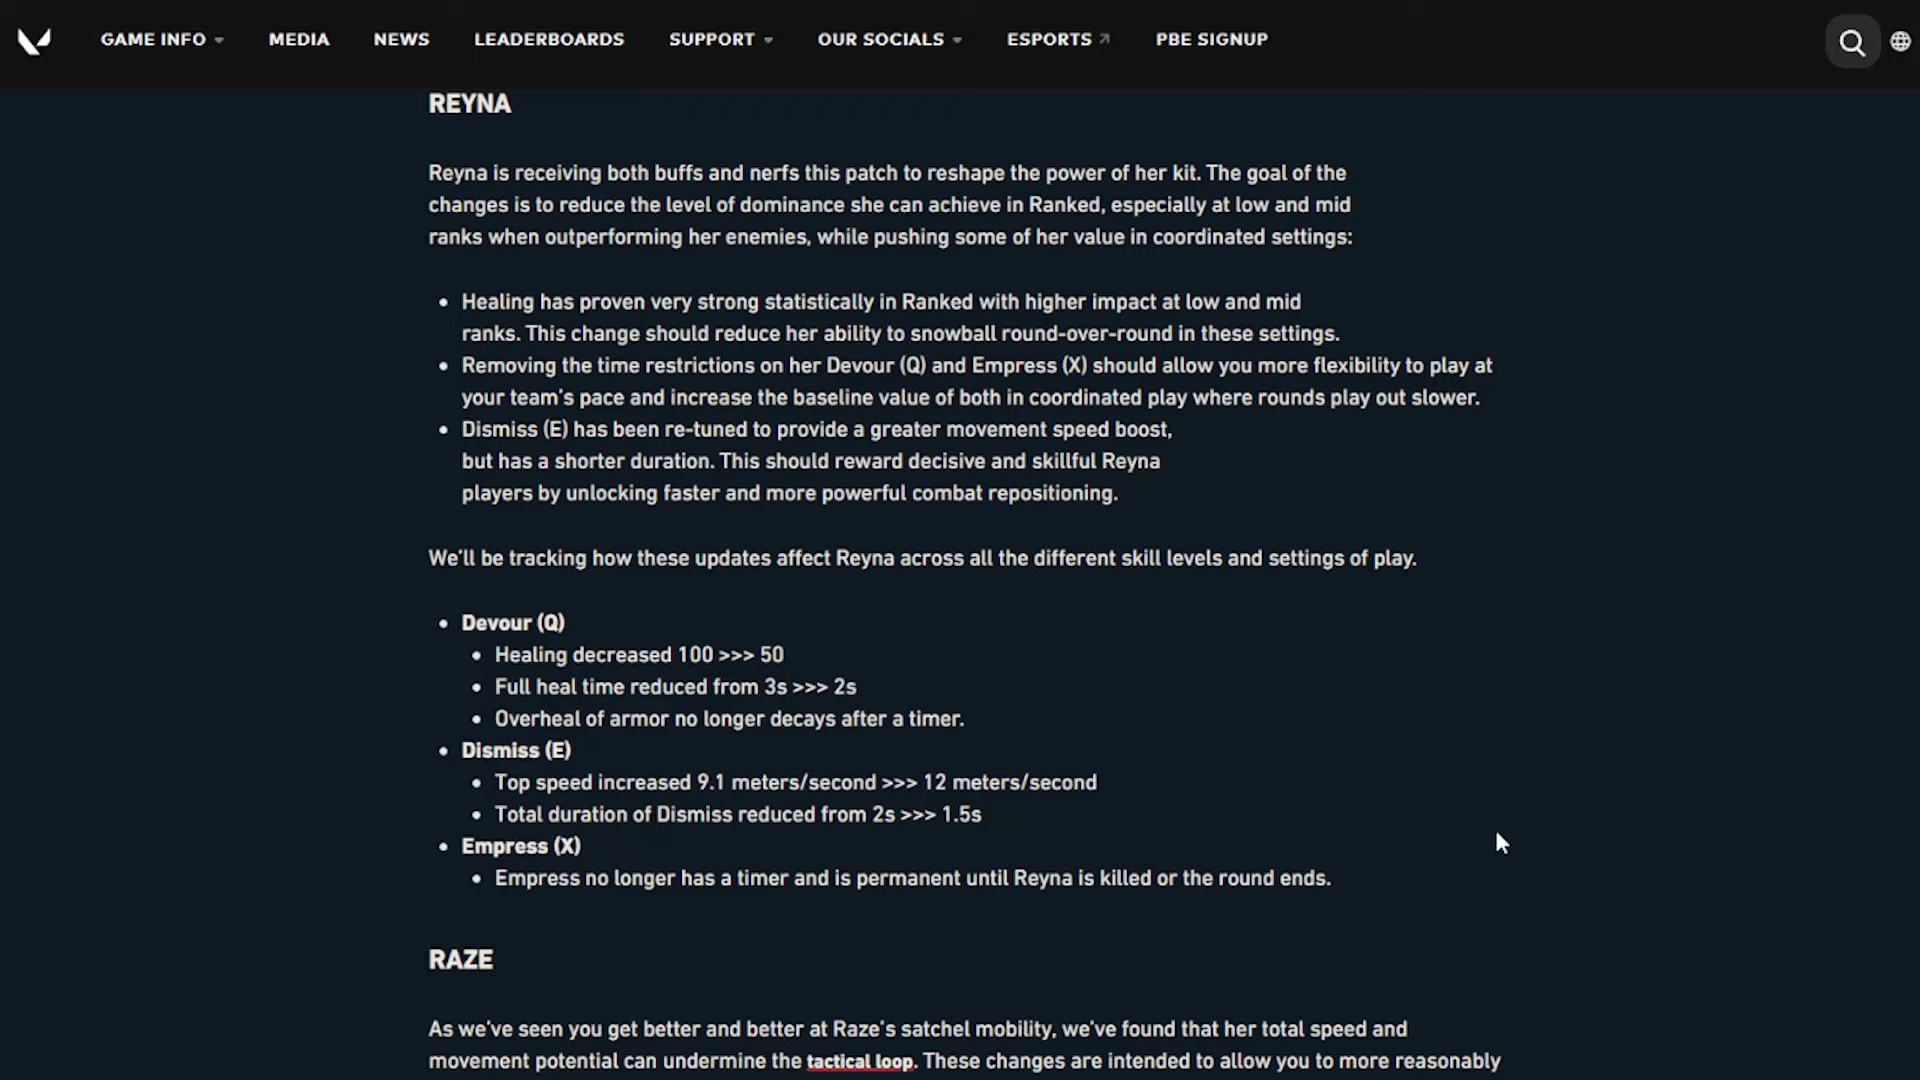 GAME INFO MEDIA NEWS LEADERBOARDS SUPPORT OUR SOCIALS ESPORTS PBE SIGNUP
REYNA
Reyna is receiving both buffs and nerfs this patch to reshape the power of her kit. The goal of the
changes is to reduce the level of dominance she can achieve in Ranked, especially at low and mid
ranks when outperforming her enemies, while pushing some of her value in coordinated settings:
• Healing has proven very strong statistically in Ranked with higher impact at low and mid
ranks. This change should reduce her ability to snowball round-over-round in these settings.
• Removing the time restrictions on her Devour (Q) and Empress (X) should allow you more flexibility to play at
your team's pace and increase the baseline value of both in coordinated play where rounds play out slower.
• Dismiss (E) has been re-tuned to provide a greater movement speed boost,
but has a shorter duration. This should reward decisive and skillful Reyna
players by unlocking faster and more powerful combat repositioning.
We'll be tracking how these updates affect Reyna across all the different skill levels and settings of play.
• Devour (Q)
• Healing decreased 100 >>> 50
• Full heal time reduced from 3s >>> 2s
• Overheal of armor no longer decays after a timer.
• Dismiss (E)
• Top speed increased 9.1 meters/second >>> 12 meters/second
• Total duration of Dismiss reduced from 2s >>> 1.5s
• Empress (X)
• Empress no longer has a timer and is permanent until Reyna is killed or the round ends.
RAZE
As we've seen you get better and better at Raze's satchel mobility, we've found that her total speed and
movement potential can undermine the tactical loop. These changes are intended to allow you to more reasonably